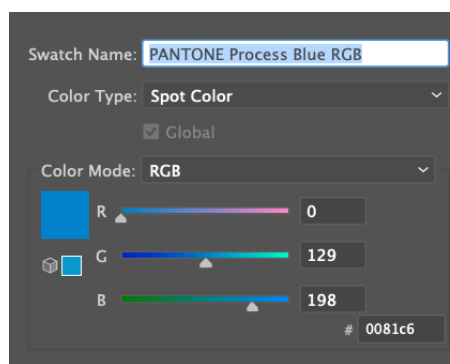 Swatch Name: PANTONE Process Blue RGB
Color Type: Spot Color
Global
Color Mode: RGB
R 0
G 129
B 198
# 0081c6